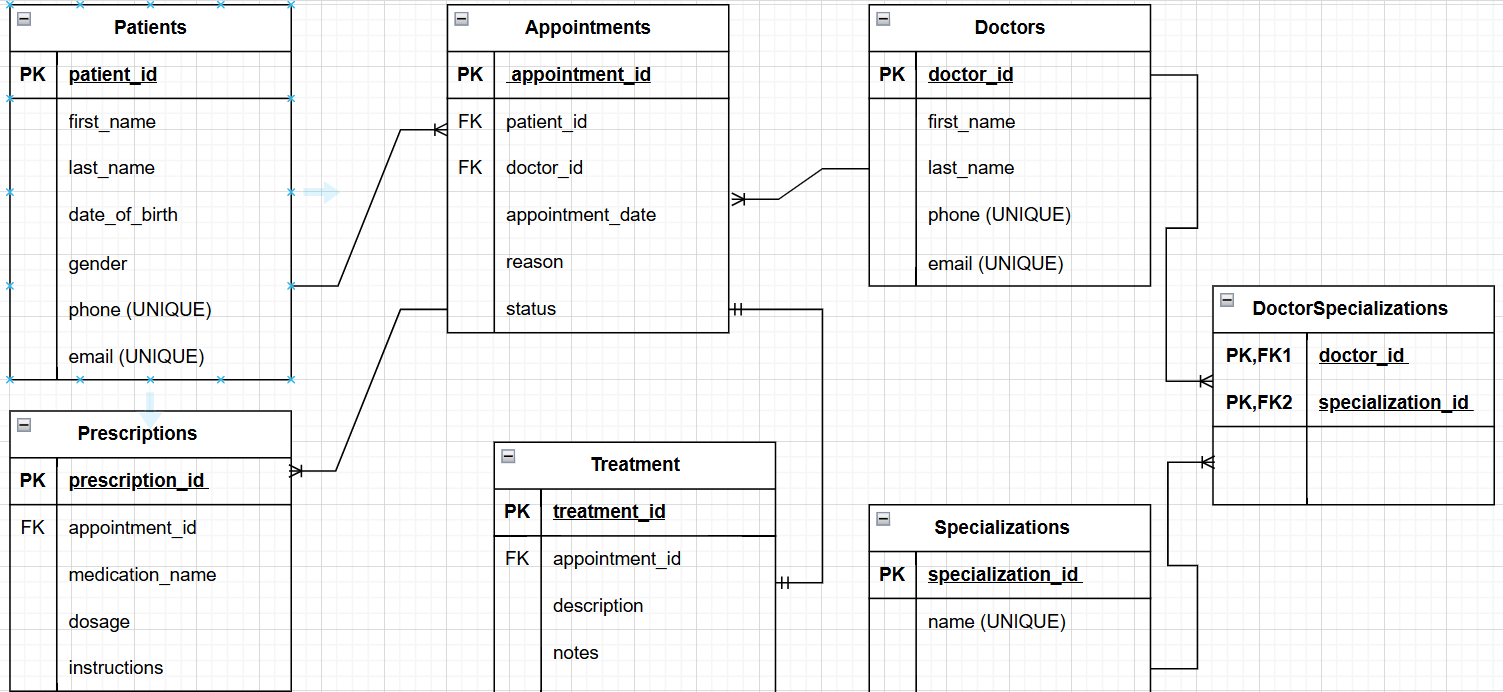 Patients
PK patient_id
first_name
last_name
date_of_birth
gender
phone (UNIQUE)
email (UNIQUE)
Appointments
PK appointment_id
FK patient_id
FK doctor_id
appointment_date
reason
status
Doctors
PK doctor_id
first_name
last_name
phone (UNIQUE)
email (UNIQUE)
DoctorSpecializations
PK,FK1 doctor_id
PK,FK2 specialization_id
Prescriptions
PK prescription_id
FK appointment_id
medication_name
dosage
instructions
Treatment
PK treatment_id
FK appointment_id
description
notes
Specializations
PK specialization_id
name (UNIQUE)